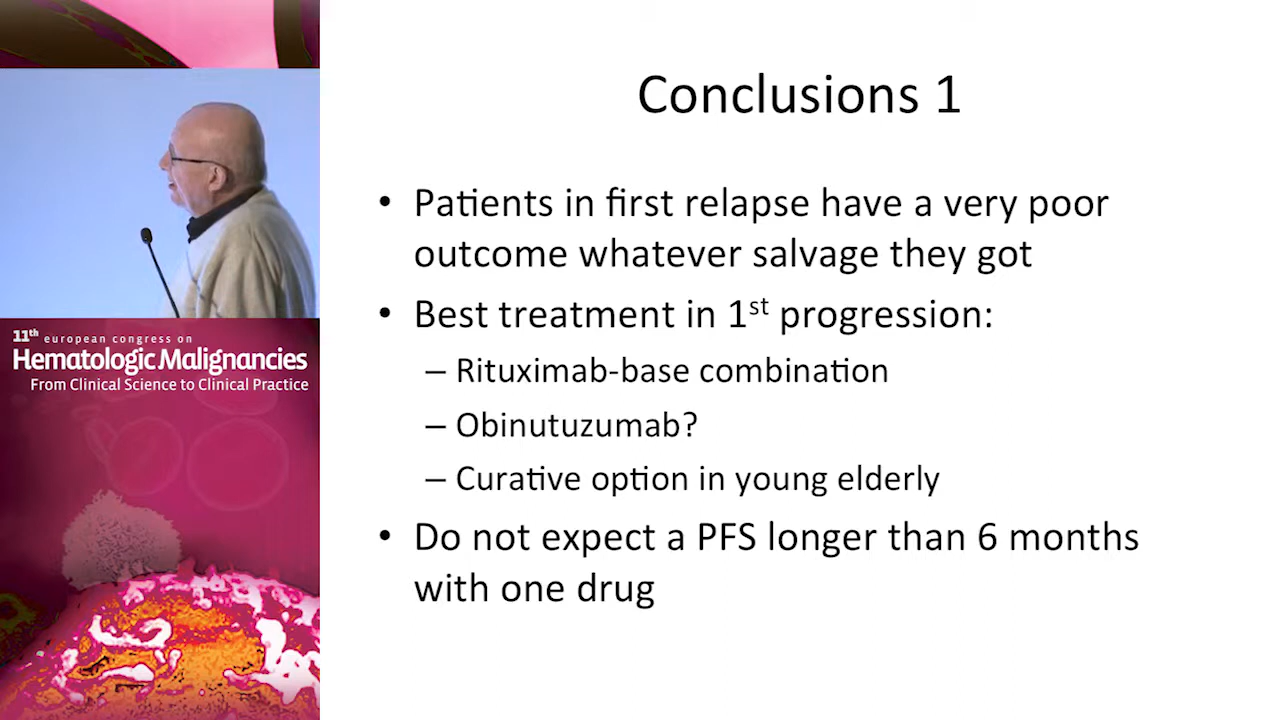 Conclusions 1
• Patients in first relapse have a very poor
outcome whatever salvage they got
• Best treatment in 1st progression:
– Rituximab-base combination
– Obinutuzumab?
– Curative option in young elderly
• Do not expect a PFS longer than 6 months
with one drug
11th european congress on
Hematologic Malignancies
From Clinical Science to Clinical Practice